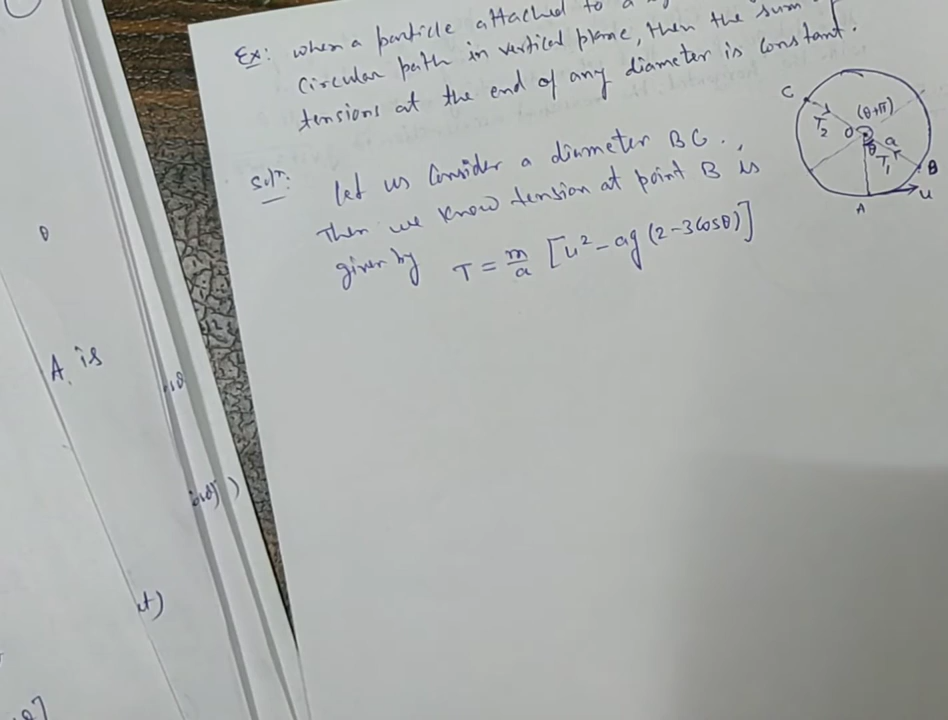 Ex: when a particle attached to a
circular path in vertical plane, then the sum
tensions at the end of any diameter is constant.
C
(θ+π)
T₂
O
θ
a
T₁
B
A
u
Solⁿ: Let us consider a diameter BC.,
Then we know tension at point B is
given by T = m/a [u² - ag (2-3cosθ)]
θ
A, is